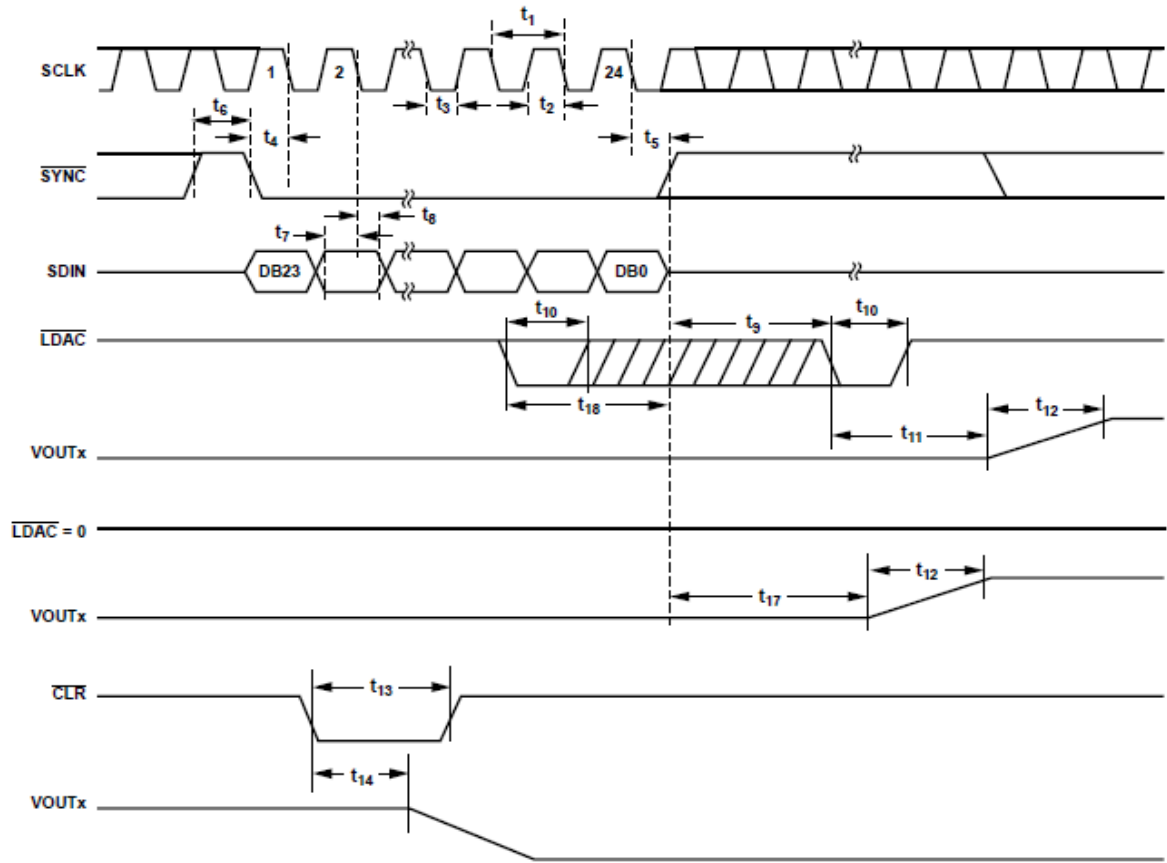 t1
SCLK
1
2
24
t3
t2
t6
t4
t5
SYNC
t8
t7
SDIN
DB23
DB0
t10
t9
t10
LDAC
t18
t11
t12
VOUTx
LDAC = 0
t12
t17
VOUTx
t13
CLR
t14
VOUTx